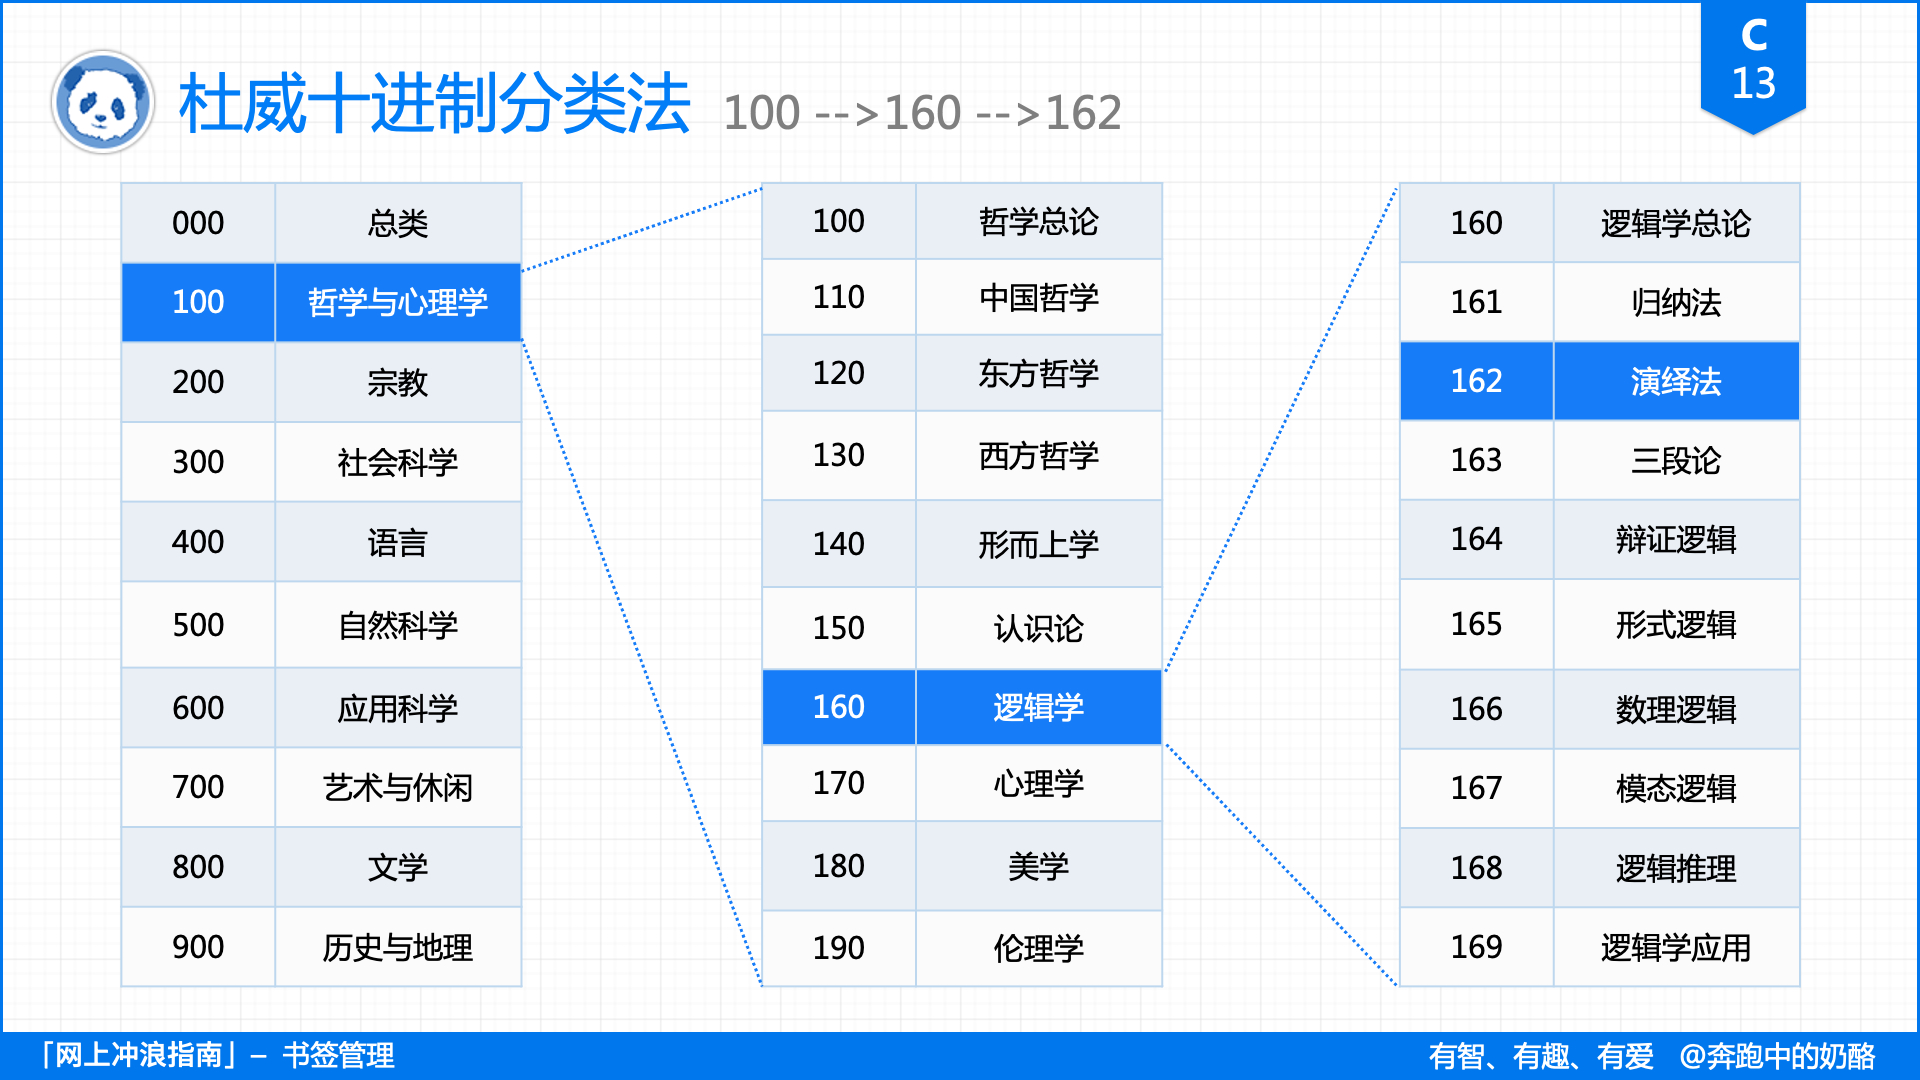 杜威十进制分类法 100 -->160 -->162
C
13
000 总类
100 哲学与心理学
200 宗教
300 社会科学
400 语言
500 自然科学
600 应用科学
700 艺术与休闲
800 文学
900 历史与地理
100 哲学总论
110 中国哲学
120 东方哲学
130 西方哲学
140 形而上学
150 认识论
160 逻辑学
170 心理学
180 美学
190 伦理学
160 逻辑学总论
161 归纳法
162 演绎法
163 三段论
164 辩证逻辑
165 形式逻辑
166 数理逻辑
167 模态逻辑
168 逻辑推理
169 逻辑学应用
「网上冲浪指南」– 书签管理
有智、有趣、有爱 @奔跑中的奶酪